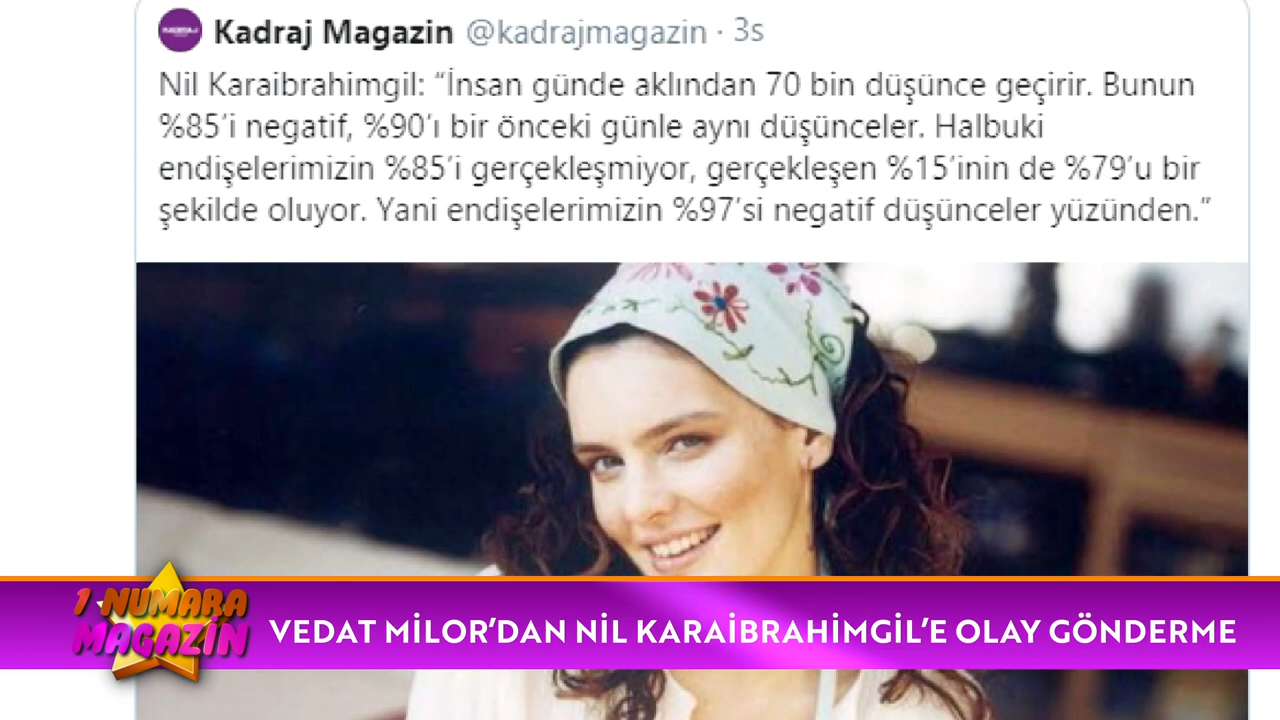 Kadraj Magazin @kadrajmagazin · 3s
Nil Karaibrahimgil: “İnsan günde aklından 70 bin düşünce geçirir. Bunun
%85’i negatif, %90’ı bir önceki günle aynı düşünceler. Halbuki
endişelerimizin %85’i gerçekleşmiyor, gerçekleşen %15’inin de %79’u bir
şekilde oluyor. Yani endişelerimizin %97’si negatif düşünceler yüzünden.”
1 NUMARA
MAGAZİN
VEDAT MİLOR’DAN NİL KARAİBRAHİMGİL’E OLAY GÖNDERME